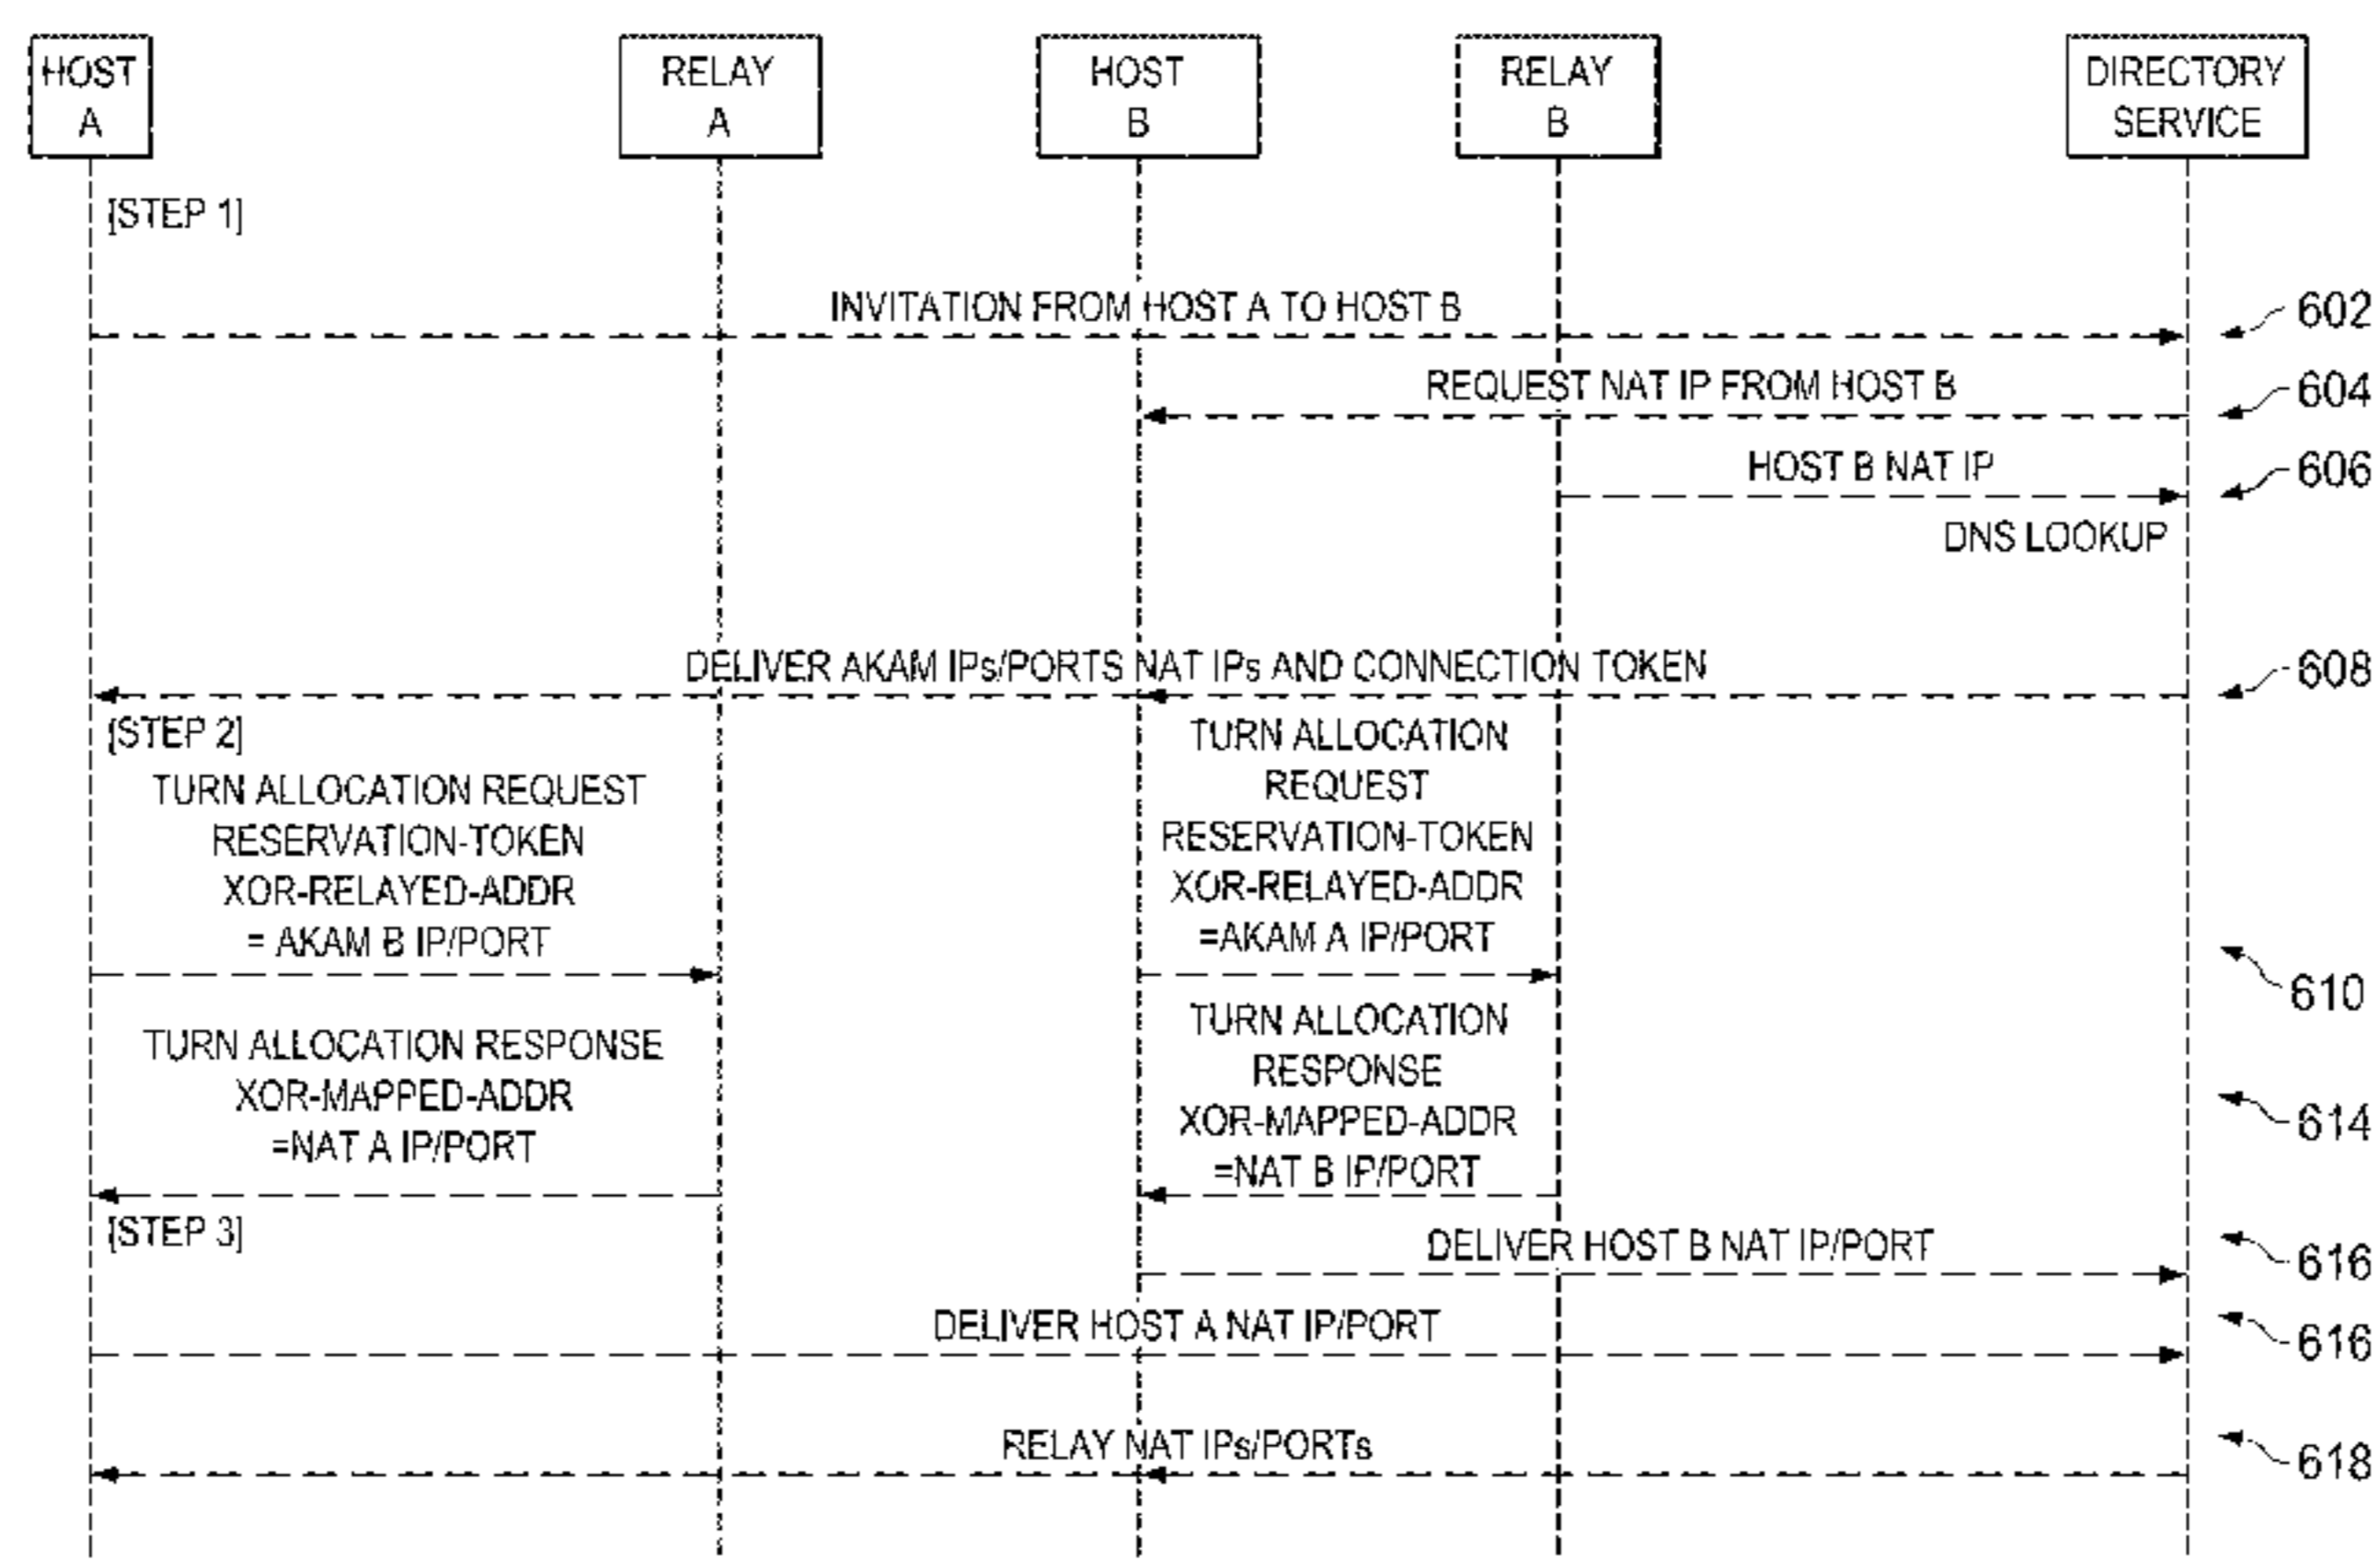 HOST
A
RELAY
A
HOST
B
RELAY
B
DIRECTORY
SERVICE
[STEP 1]
INVITATION FROM HOST A TO HOST B
602
REQUEST NAT IP FROM HOST B
604
HOST B NAT IP
606
DNS LOOKUP
DELIVER AKAM IPs/PORTS NAT IPs AND CONNECTION TOKEN
608
[STEP 2]
TURN ALLOCATION REQUEST
RESERVATION-TOKEN
XOR-RELAYED-ADDR
= AKAM B IP/PORT
TURN ALLOCATION
REQUEST
RESERVATION-TOKEN
XOR-RELAYED-ADDR
=AKAM A IP/PORT
610
TURN ALLOCATION RESPONSE
XOR-MAPPED-ADDR
=NAT A IP/PORT
TURN ALLOCATION
RESPONSE
XOR-MAPPED-ADDR
=NAT B IP/PORT
614
[STEP 3]
DELIVER HOST B NAT IP/PORT
616
DELIVER HOST A NAT IP/PORT
616
RELAY NAT IPs/PORTs
618